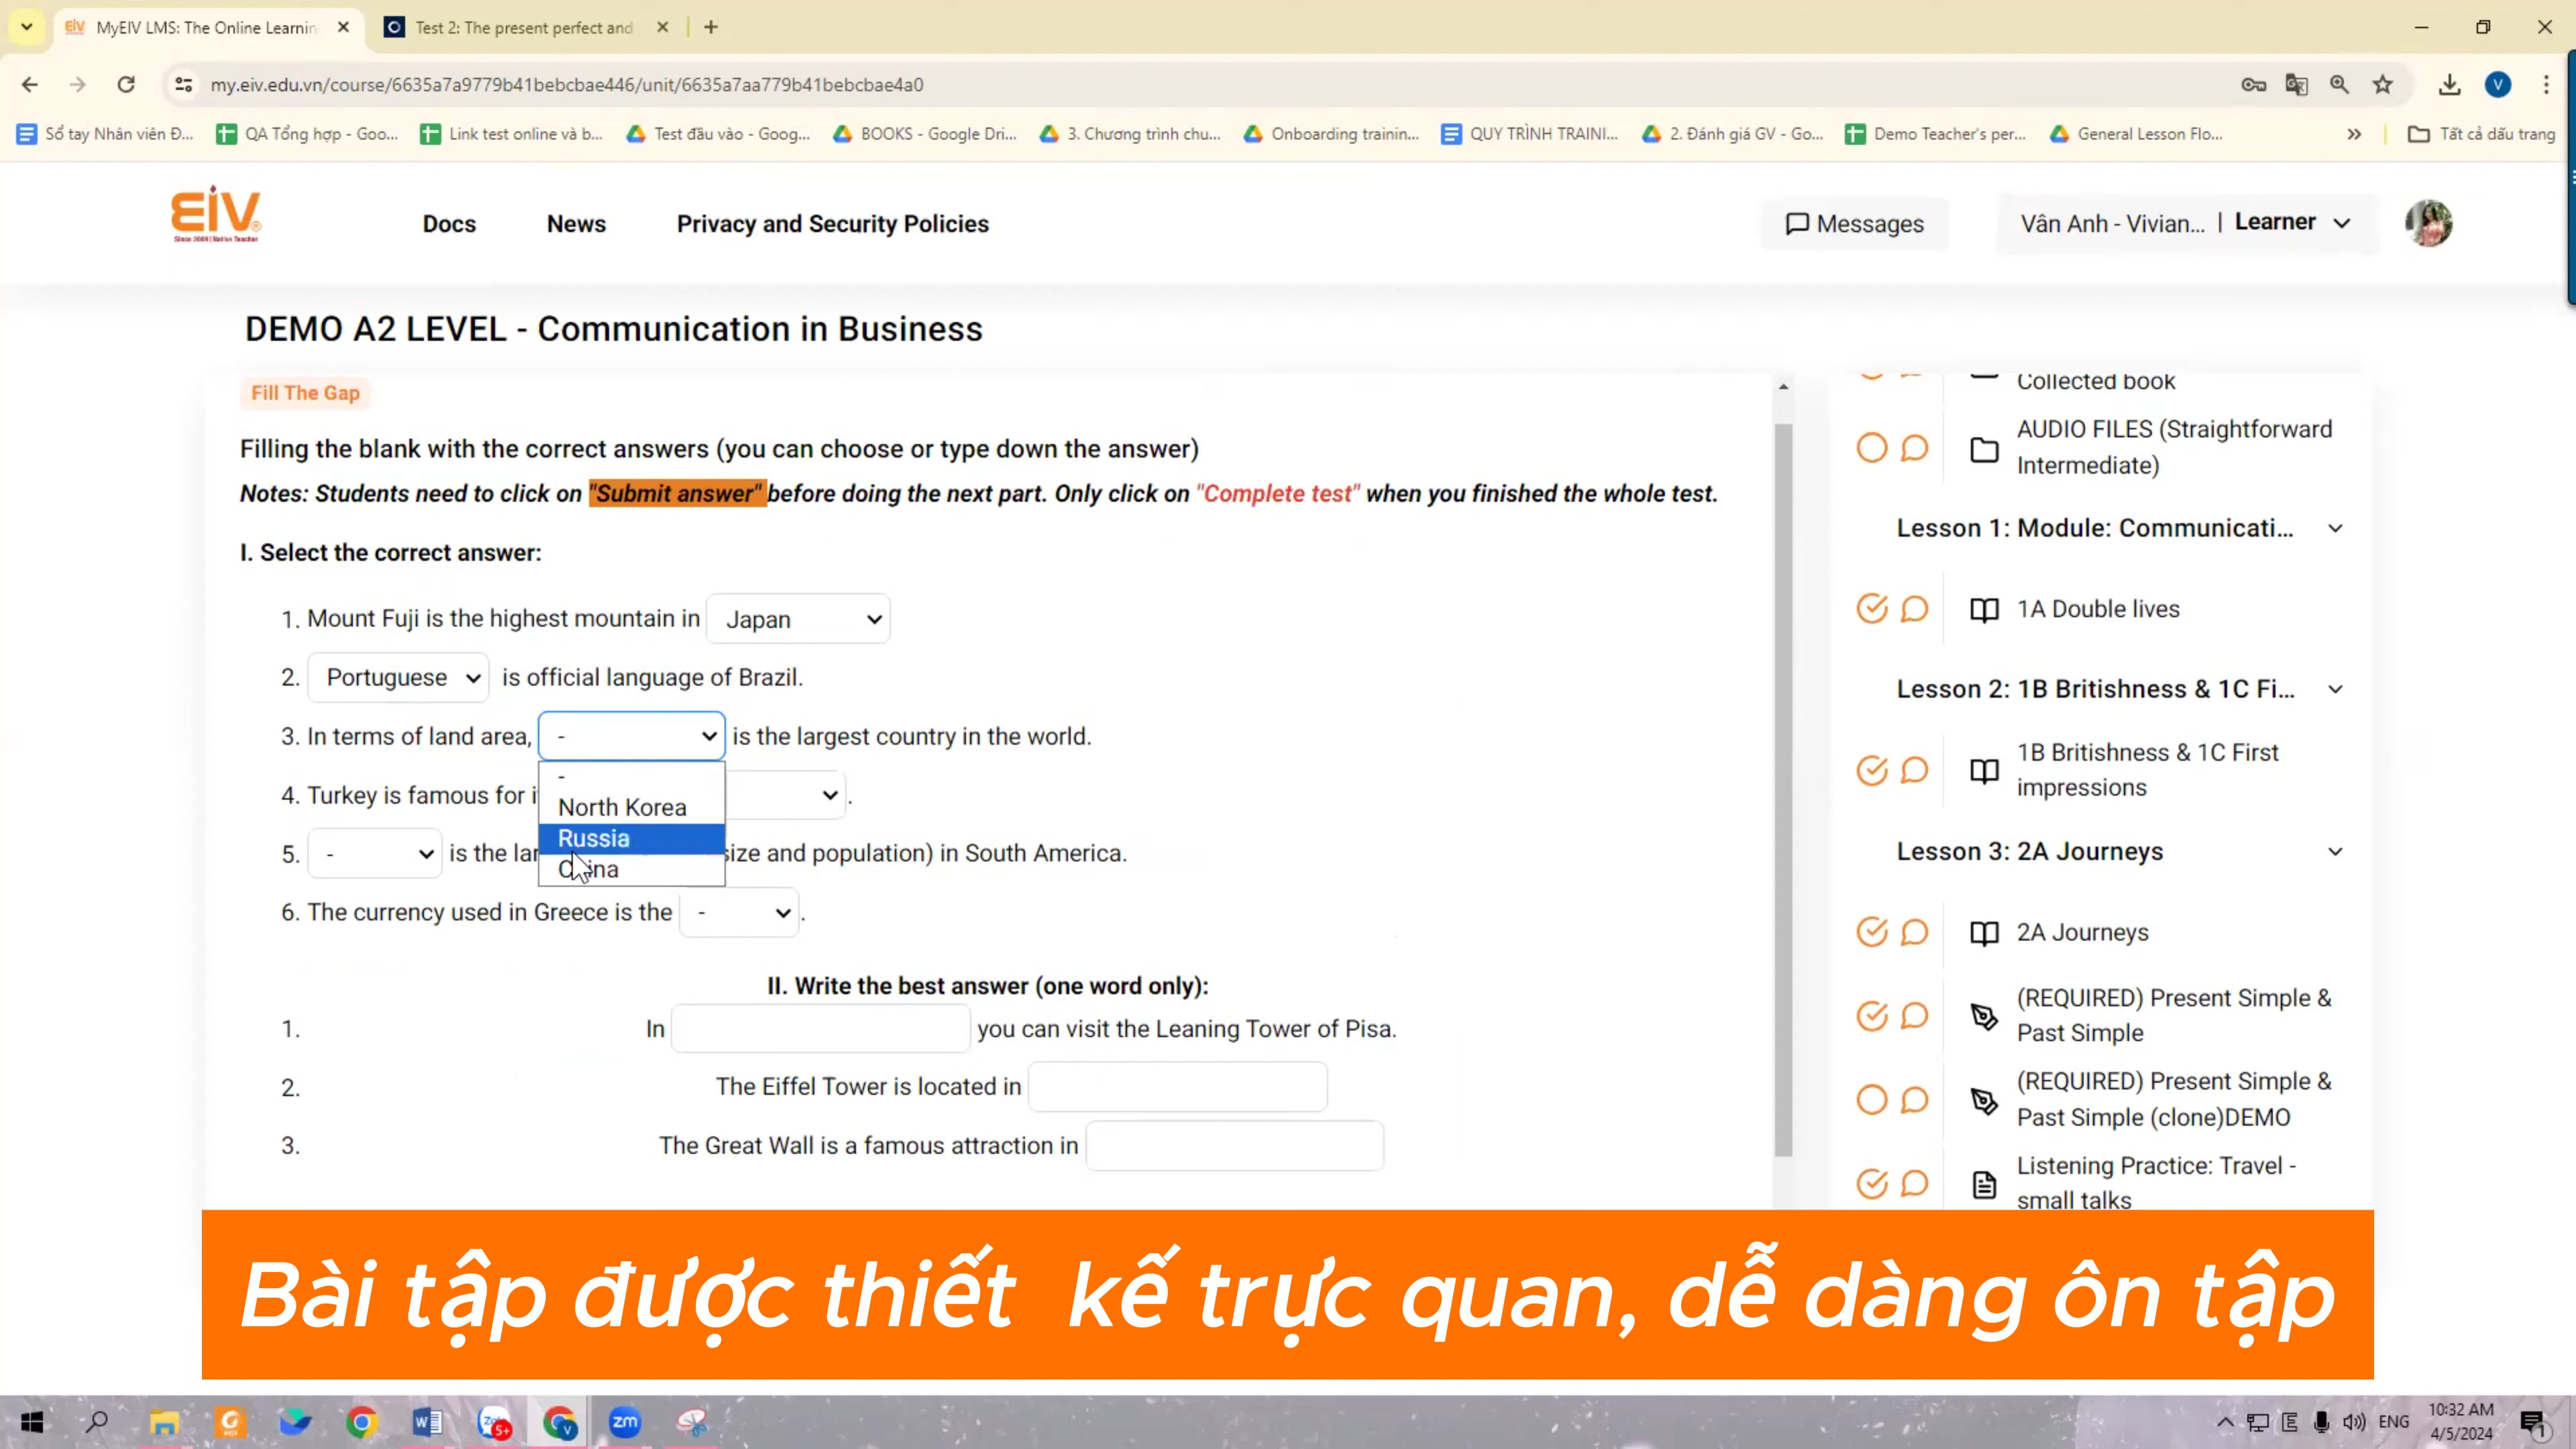 MyEIV LMS: The Online Learnin
Test 2: The present perfect and
my.eiv.edu.vn/course/6635a7a9779b41bebcbae446/unit/6635a7aa779b41bebcbae4a0
V
Sổ tay Nhân viên Đ...
QA Tổng hợp - Goo...
Link test online và b...
Test đầu vào - Goog...
BOOKS - Google Dri...
3. Chương trình chu...
Onboarding trainin...
QUY TRÌNH TRAINI...
2. Đánh giá GV - Go...
Demo Teacher's per...
General Lesson Flo...
Tất cả dấu trang
EIV
Since 2009 | Native Teacher
Docs
News
Privacy and Security Policies
Messages
Vân Anh - Vivian... | Learner
DEMO A2 LEVEL - Communication in Business
Fill The Gap
Filling the blank with the correct answers (you can choose or type down the answer)
Notes: Students need to click on "Submit answer" before doing the next part. Only click on "Complete test" when you finished the whole test.
I. Select the correct answer:
1. Mount Fuji is the highest mountain in Japan
2. Portuguese is official language of Brazil.
3. In terms of land area, - is the largest country in the world.
-
North Korea
Russia
China
4. Turkey is famous for i .
5. - is the lar size and population) in South America.
6. The currency used in Greece is the - .
II. Write the best answer (one word only):
1. In you can visit the Leaning Tower of Pisa.
2. The Eiffel Tower is located in
3. The Great Wall is a famous attraction in
Collected book
AUDIO FILES (Straightforward
Intermediate)
Lesson 1: Module: Communicati...
1A Double lives
Lesson 2: 1B Britishness & 1C Fi...
1B Britishness & 1C First
impressions
Lesson 3: 2A Journeys
2A Journeys
(REQUIRED) Present Simple &
Past Simple
(REQUIRED) Present Simple &
Past Simple (clone)DEMO
Listening Practice: Travel -
small talks
Bài tập được thiết kế trực quan, dễ dàng ôn tập
5+
V
zm
ENG
10:32 AM
4/5/2024
1